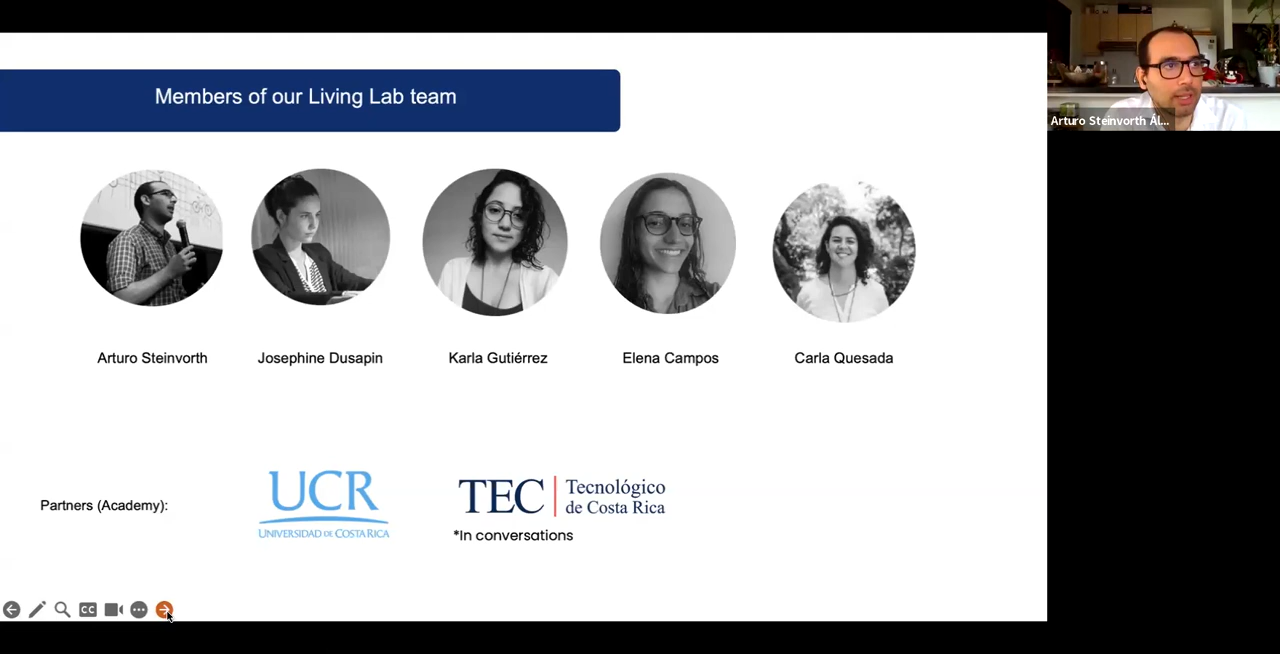 Members of our Living Lab team
Arturo Steinvorth Ál...
Arturo Steinvorth
Josephine Dusapin
Karla Gutiérrez
Elena Campos
Carla Quesada
Partners (Academy):
UCR
UNIVERSIDAD DE COSTA RICA
TEC
Tecnológico
de Costa Rica
*In conversations
CC